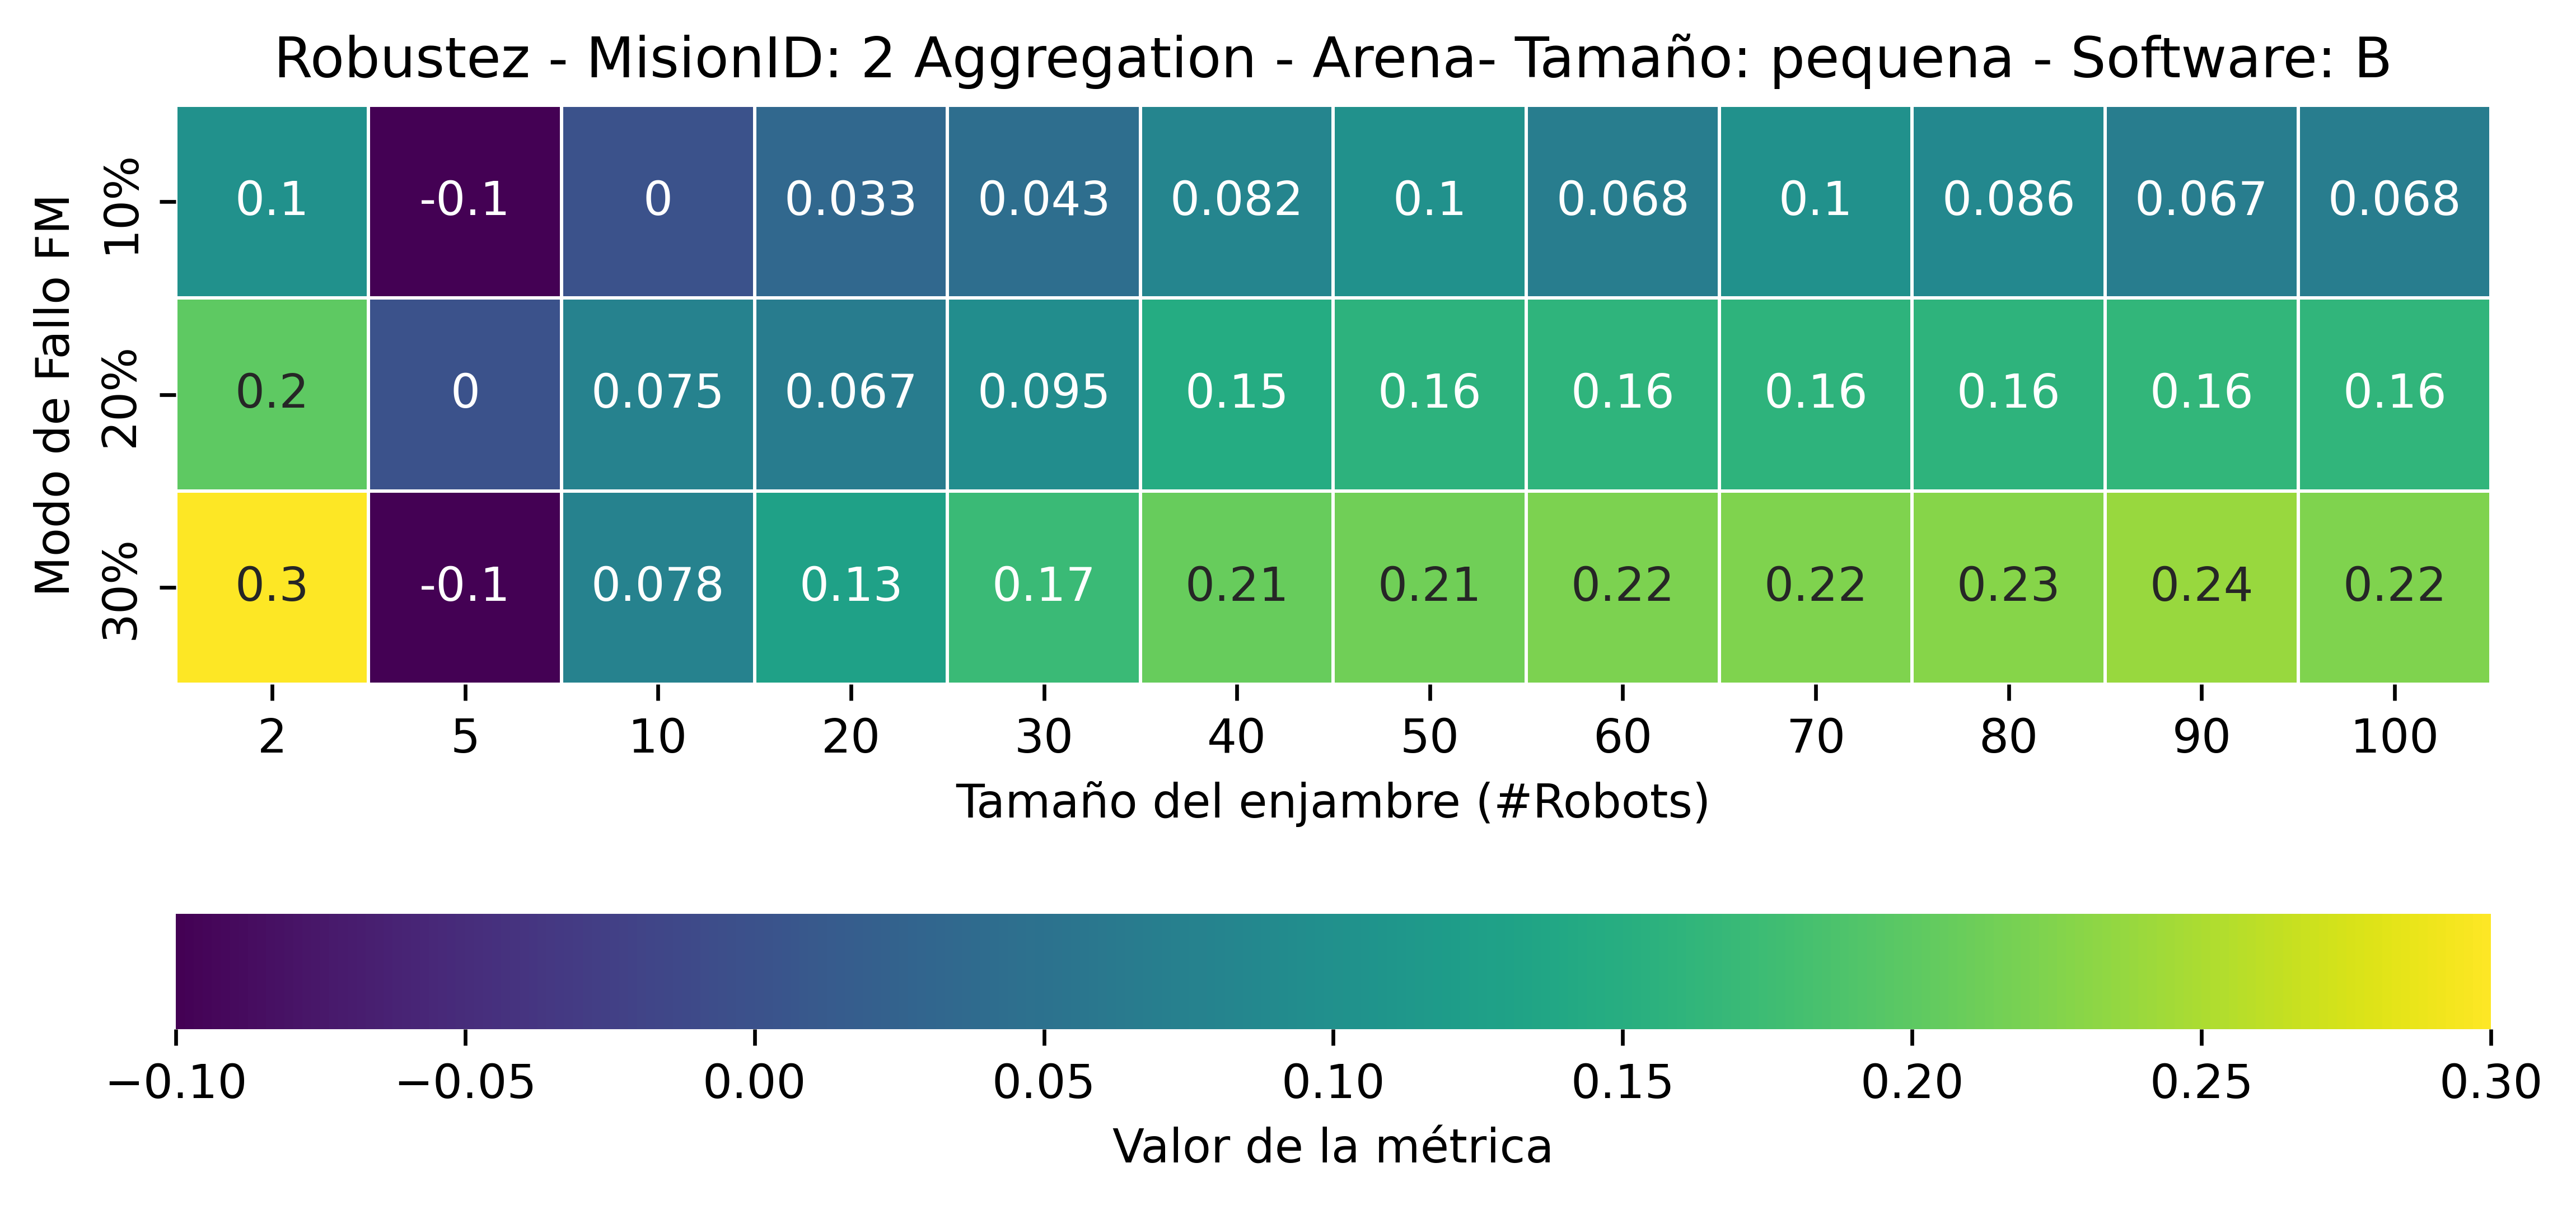 Robustez - MisionID: 2 Aggregation - Arena- Tamaño: pequena - Software: B
Modo de Fallo FM
10%
0.1 -0.1 0 0.033 0.043 0.082 0.1 0.068 0.1 0.086 0.067 0.068
20%
0.2 0 0.075 0.067 0.095 0.15 0.16 0.16 0.16 0.16 0.16 0.16
30%
0.3 -0.1 0.078 0.13 0.17 0.21 0.21 0.22 0.22 0.23 0.24 0.22
2 5 10 20 30 40 50 60 70 80 90 100
Tamaño del enjambre (#Robots)
−0.10 −0.05 0.00 0.05 0.10 0.15 0.20 0.25 0.30
Valor de la métrica